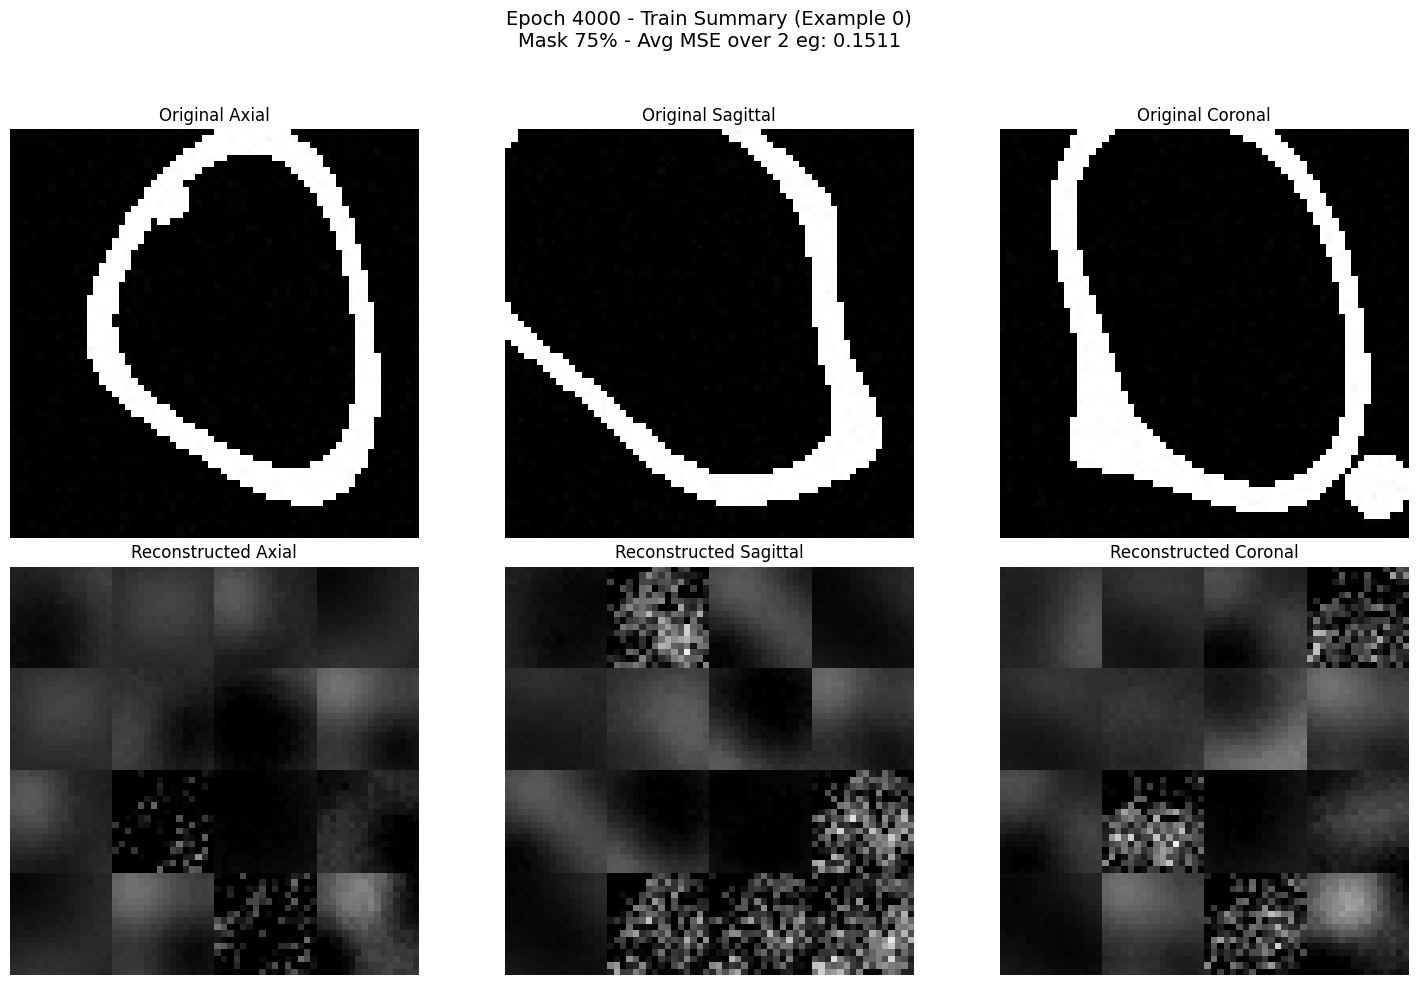 Epoch 4000 - Train Summary (Example 0)
Mask 75% - Avg MSE over 2 eg: 0.1511
Original Axial
Original Sagittal
Original Coronal
Reconstructed Axial
Reconstructed Sagittal
Reconstructed Coronal